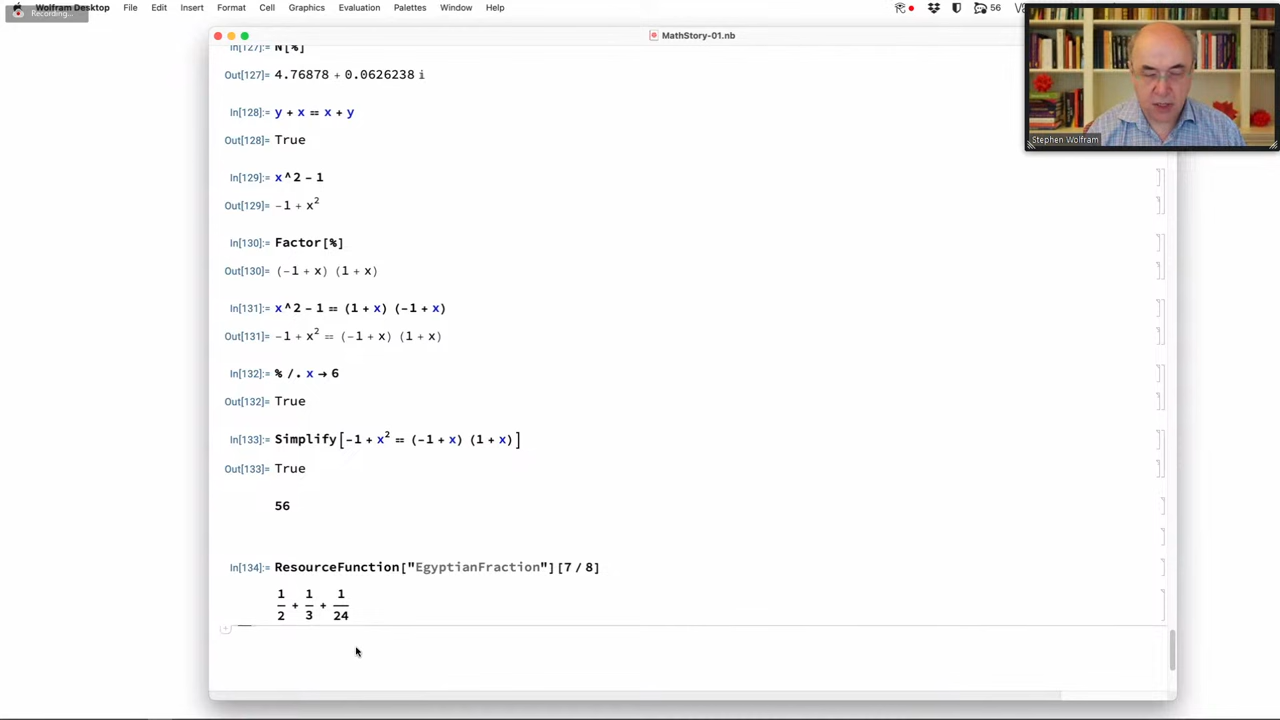 Wolfram Desktop File Edit Insert Format Cell Graphics Evaluation Palettes Window Help 56
Recording...
MathStory-01.nb
Stephen Wolfram
In[127]:= N[%]
Out[127]= 4.76878 + 0.0626238 i
In[128]:= y + x == x + y
Out[128]= True
In[129]:= x^2 - 1
Out[129]= -1 + x²
In[130]:= Factor[%]
Out[130]= (-1 + x) (1 + x)
In[131]:= x^2 - 1 == (1 + x) (-1 + x)
Out[131]= -1 + x² == (-1 + x) (1 + x)
In[132]:= % /. x → 6
Out[132]= True
In[133]:= Simplify[-1 + x² == (-1 + x) (1 + x)]
Out[133]= True
56
In[134]:= ResourceFunction["EgyptianFraction"][7 / 8]
1/2 + 1/3 + 1/24